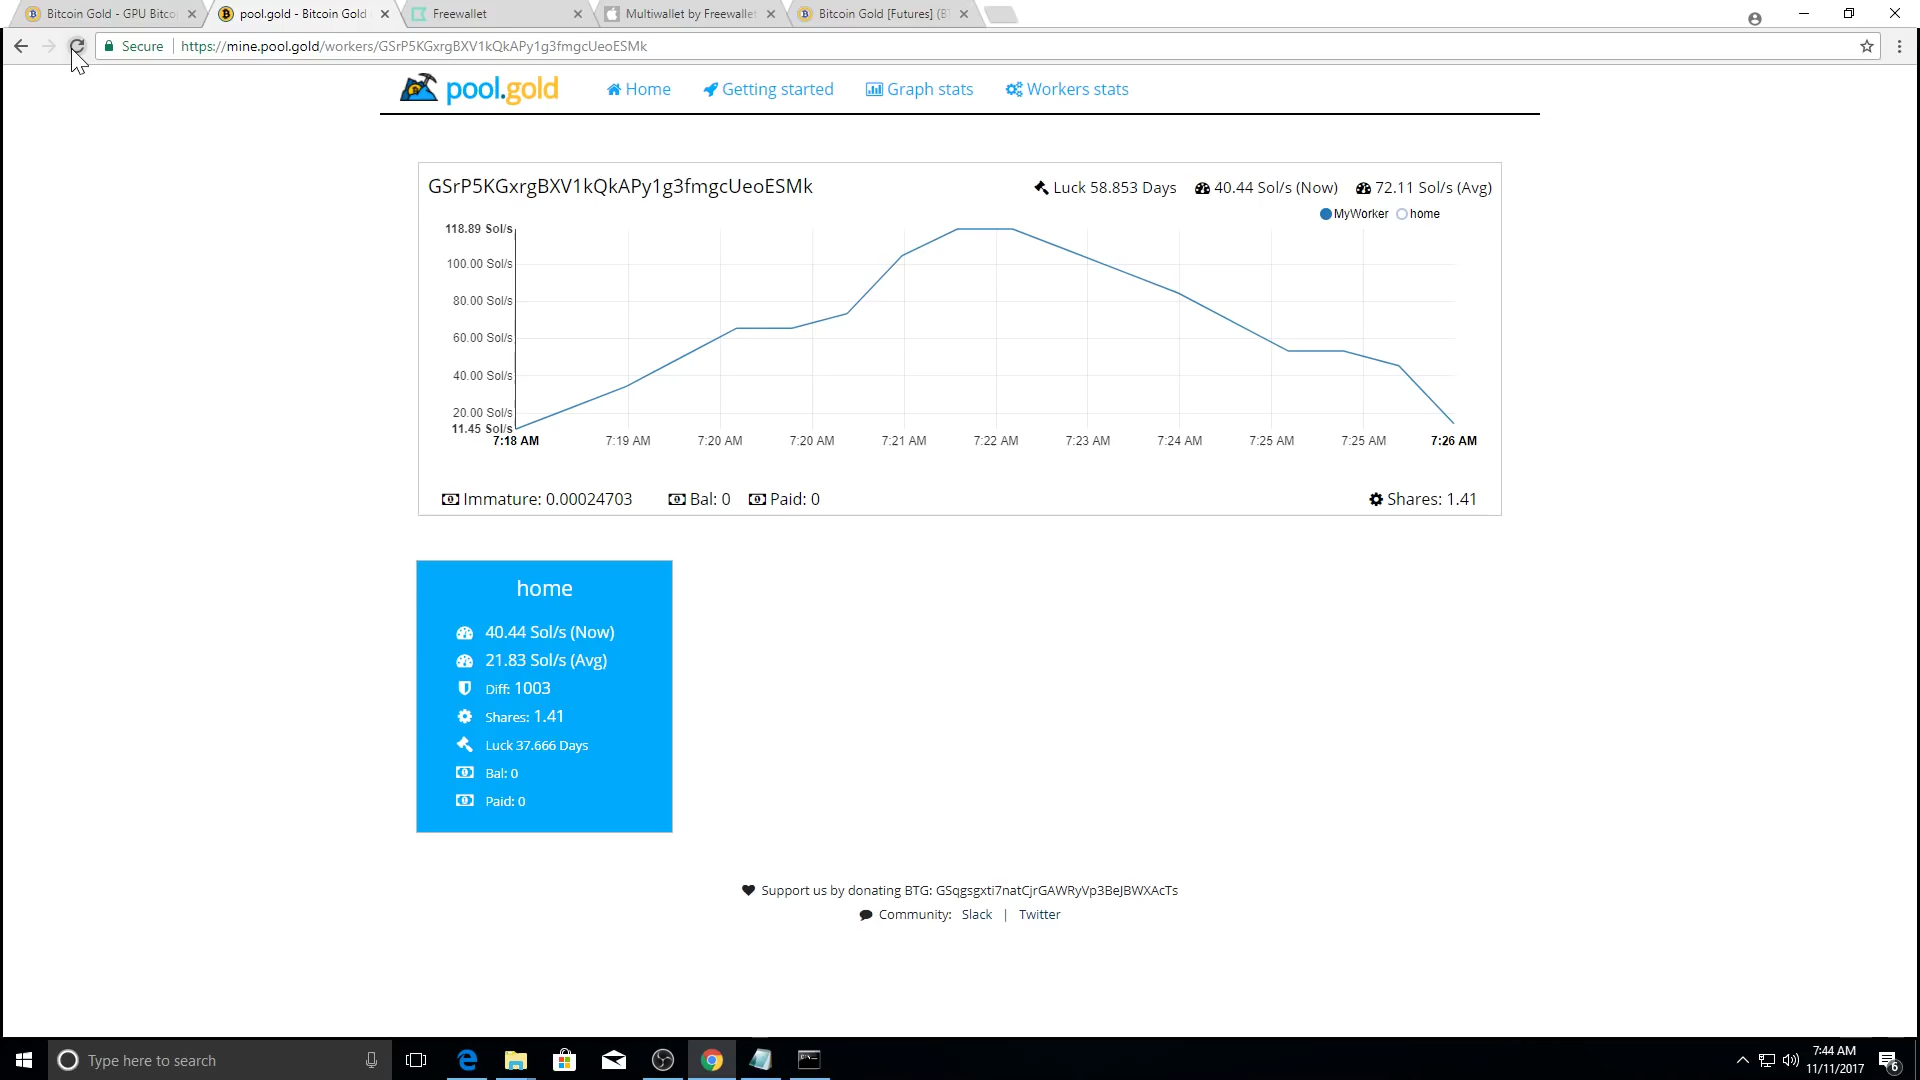 Bitcoin Gold - GPU Bitco
pool.gold - Bitcoin Gold
Freewallet
Multiwallet by Freewallet
Bitcoin Gold [Futures] (B
Secure
https://mine.pool.gold/workers/GSrP5KGxrgBXV1kQkAPy1g3fmgcUeoESMk
pool.gold
Home
Getting started
Graph stats
Workers stats
GSrP5KGxrgBXV1kQkAPy1g3fmgcUeoESMk
Luck 58.853 Days
40.44 Sol/s (Now)
72.11 Sol/s (Avg)
MyWorker
home
118.89 Sol/s
100.00 Sol/s
80.00 Sol/s
60.00 Sol/s
40.00 Sol/s
20.00 Sol/s
11.45 Sol/s
7:18 AM 7:19 AM 7:20 AM 7:20 AM 7:21 AM 7:22 AM 7:23 AM 7:24 AM 7:25 AM 7:25 AM 7:26 AM
Immature: 0.00024703
Bal: 0
Paid: 0
Shares: 1.41
home
40.44 Sol/s (Now)
21.83 Sol/s (Avg)
Diff: 1003
Shares: 1.41
Luck 37.666 Days
Bal: 0
Paid: 0
Support us by donating BTG: GSqgsgxti7natCjrGAWRyVp3BeJBWXAcTs
Community: Slack | Twitter
Type here to search
7:44 AM
11/11/2017
6